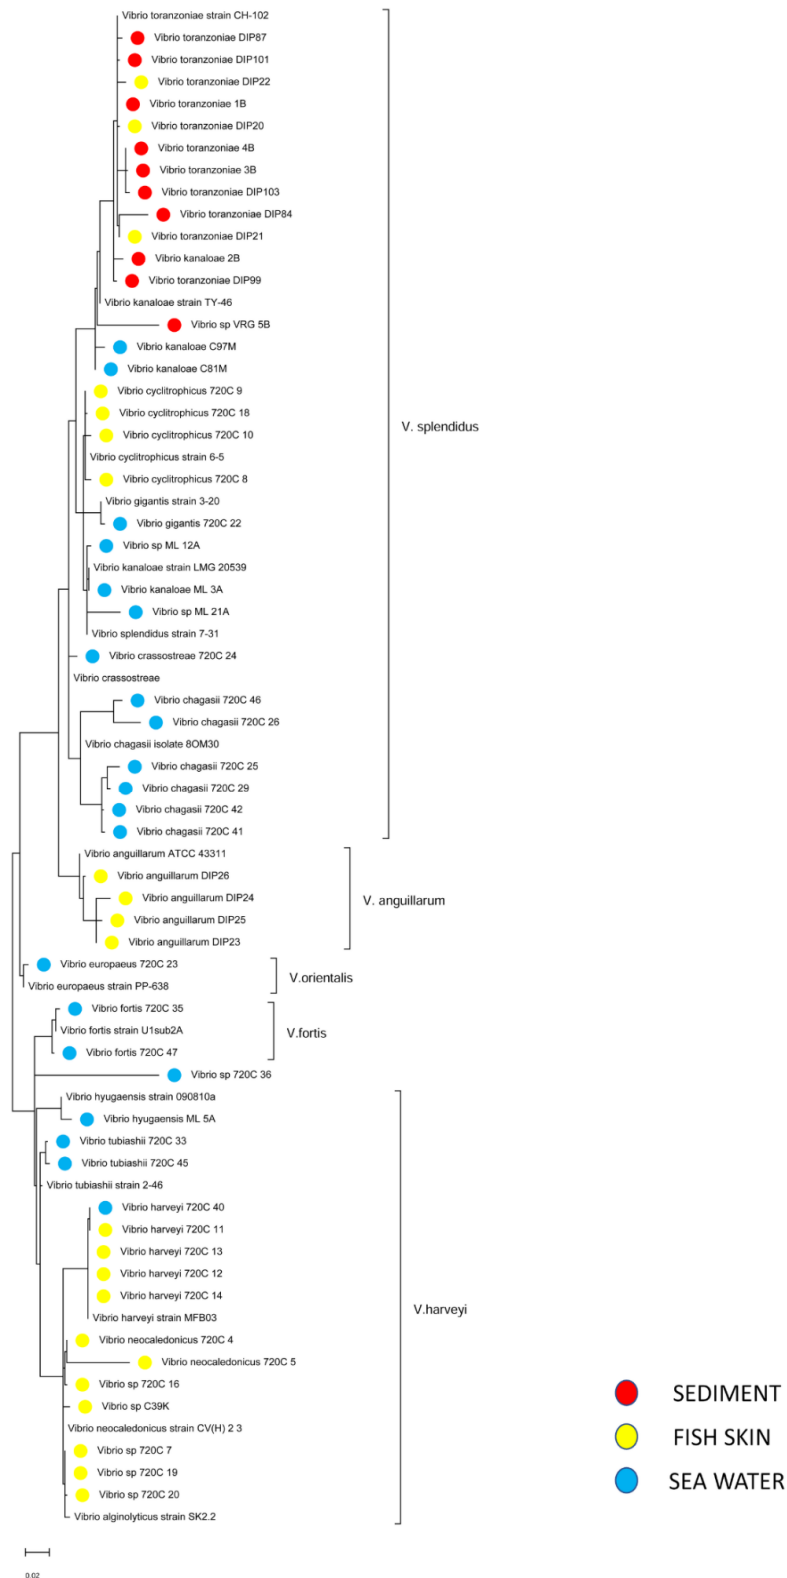 Vibrio toranzoniae strain CH-102
Vibrio toranzoniae DIP87
Vibrio toranzoniae DIP101
Vibrio toranzoniae DIP22
Vibrio toranzoniae 1B
Vibrio toranzoniae DIP20
Vibrio toranzoniae 4B
Vibrio toranzoniae 3B
Vibrio toranzoniae DIP103
Vibrio toranzoniae DIP84
Vibrio toranzoniae DIP21
Vibrio kanaloae 2B
Vibrio toranzoniae DIP99
Vibrio kanaloae strain TY-46
Vibrio sp VRG 5B
Vibrio kanaloae C97M
Vibrio kanaloae C81M
Vibrio cyclitrophicus 720C 9
Vibrio cyclitrophicus 720C 18
Vibrio cyclitrophicus 720C 10
Vibrio cyclitrophicus strain 6-5
Vibrio cyclitrophicus 720C 8
Vibrio gigantis strain 3-20
Vibrio gigantis 720C 22
Vibrio sp ML 12A
Vibrio kanaloae strain LMG 20539
Vibrio kanaloae ML 3A
Vibrio sp ML 21A
Vibrio splendidus strain 7-31
Vibrio crassostreae 720C 24
Vibrio crassostreae
Vibrio chagasii 720C 46
Vibrio chagasii 720C 26
Vibrio chagasii isolate 8OM30
Vibrio chagasii 720C 25
Vibrio chagasii 720C 29
Vibrio chagasii 720C 42
Vibrio chagasii 720C 41
V. splendidus
Vibrio anguillarum ATCC 43311
Vibrio anguillarum DIP26
Vibrio anguillarum DIP24
Vibrio anguillarum DIP25
Vibrio anguillarum DIP23
V. anguillarum
Vibrio europaeus 720C 23
Vibrio europaeus strain PP-638
V.orientalis
Vibrio fortis 720C 35
Vibrio fortis strain U1sub2A
Vibrio fortis 720C 47
V.fortis
Vibrio sp 720C 36
Vibrio hyugaensis strain 090810a
Vibrio hyugaensis ML 5A
Vibrio tubiashii 720C 33
Vibrio tubiashii 720C 45
Vibrio tubiashii strain 2-46
Vibrio harveyi 720C 40
Vibrio harveyi 720C 11
Vibrio harveyi 720C 13
Vibrio harveyi 720C 12
Vibrio harveyi 720C 14
Vibrio harveyi strain MFB03
Vibrio neocaledonicus 720C 4
Vibrio neocaledonicus 720C 5
Vibrio sp 720C 16
Vibrio sp C39K
Vibrio neocaledonicus strain CV(H) 2 3
Vibrio sp 720C 7
Vibrio sp 720C 19
Vibrio sp 720C 20
Vibrio alginolyticus strain SK2.2
V.harveyi
SEDIMENT
FISH SKIN
SEA WATER
0.02